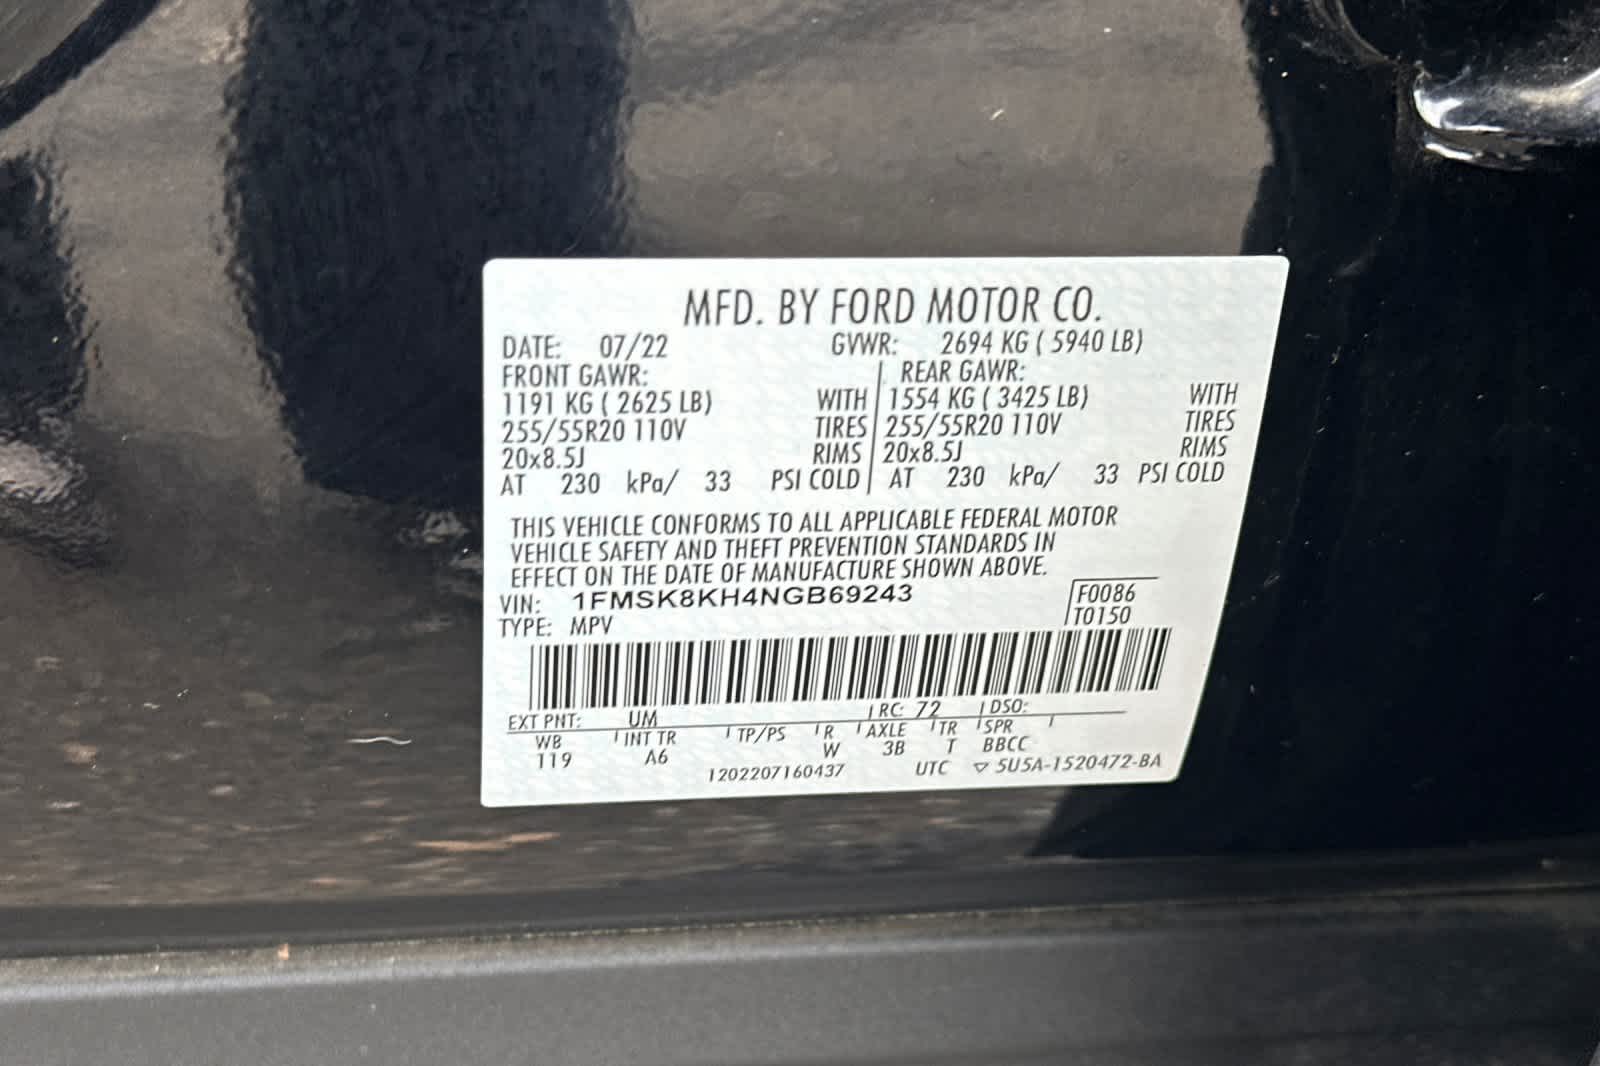 MFD. BY FORD MOTOR CO.
DATE: 07/22 GVWR: 2694 KG ( 5940 LB)
FRONT GAWR: REAR GAWR:
1191 KG ( 2625 LB) WITH 1554 KG ( 3425 LB) WITH
255/55R20 110V TIRES 255/55R20 110V TIRES
20x8.5J RIMS 20x8.5J RIMS
AT 230 kPa/ 33 PSI COLD AT 230 kPa/ 33 PSI COLD
THIS VEHICLE CONFORMS TO ALL APPLICABLE FEDERAL MOTOR
VEHICLE SAFETY AND THEFT PREVENTION STANDARDS IN
EFFECT ON THE DATE OF MANUFACTURE SHOWN ABOVE.
VIN: 1FMSK8KH4NGB69243 F0086
TYPE: MPV T0150
EXT PNT: UM RC: 72 DSO:
WB INT TR TP/PS R AXLE TR SPR
119 A6 W 3B T BBCC
1202207160437 UTC ▽ 5U5A-1520472-BA